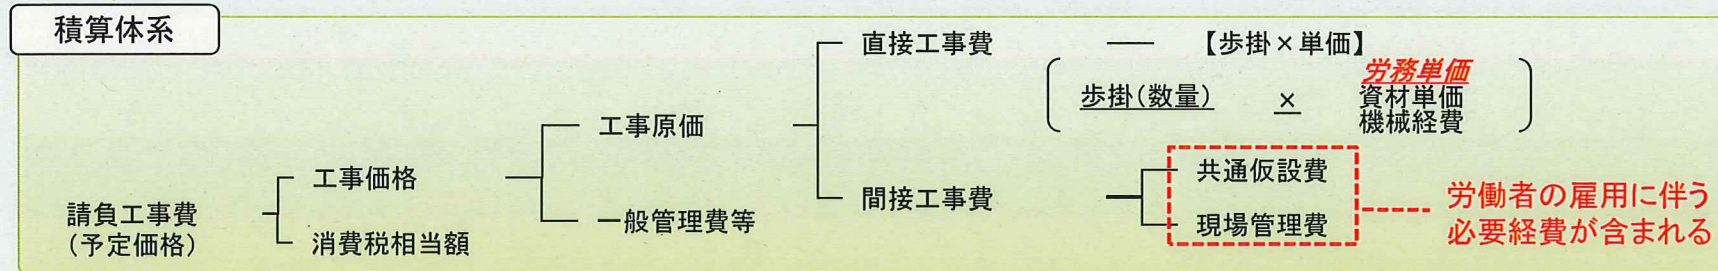 積算体系
直接工事費 ― 【歩掛×単価】
労務単価
歩掛(数量) × 資材単価
機械経費
工事原価
共通仮設費
工事価格
間接工事費
労働者の雇用に伴う
請負工事費
一般管理費等
現場管理費
必要経費が含まれる
(予定価格)
消費税相当額